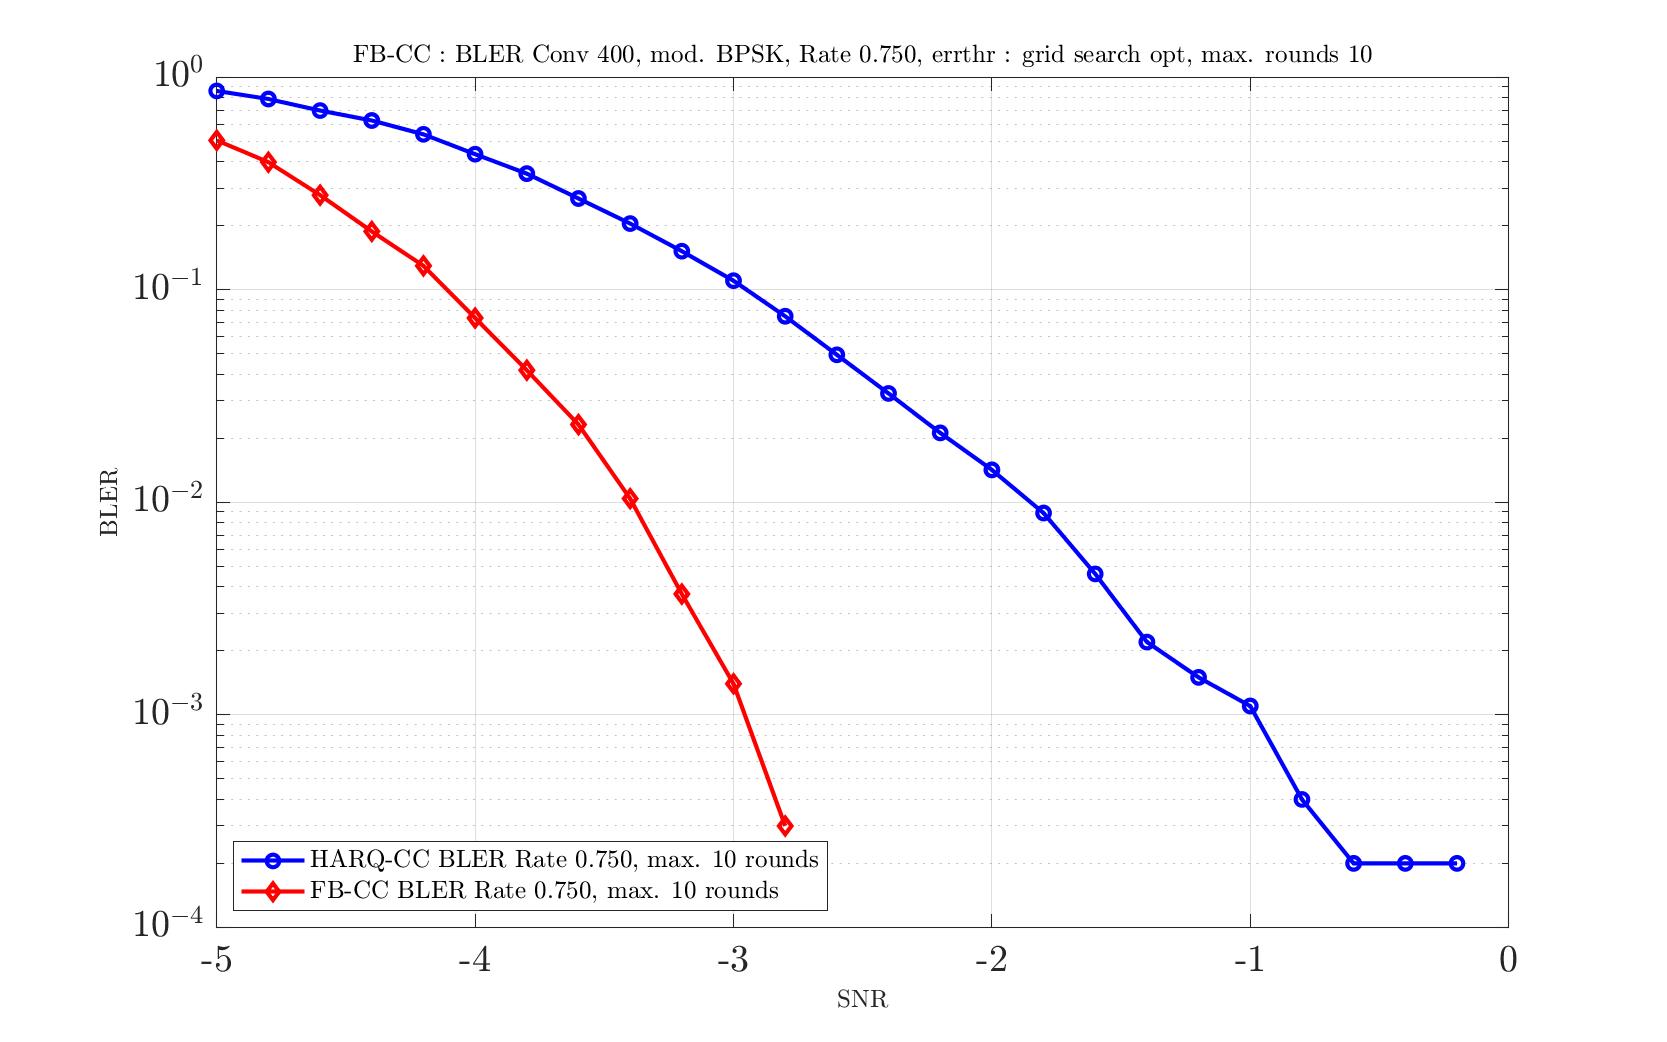 FB-CC : BLER Conv 400, mod. BPSK, Rate 0.750, errthr : grid search opt, max. rounds 10
10^0
10^-1
10^-2
10^-3
10^-4
BLER
HARQ-CC BLER Rate 0.750, max. 10 rounds
FB-CC BLER Rate 0.750, max. 10 rounds
-5 -4 -3 -2 -1 0
SNR